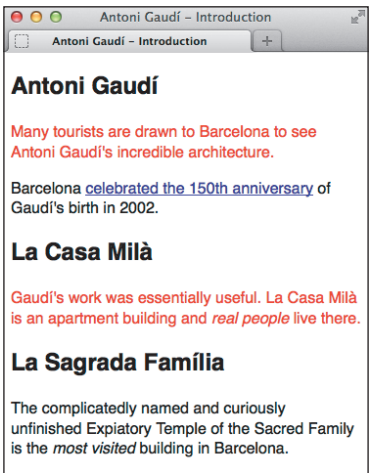 Antoni Gaudí – Introduction
Antoni Gaudí – Introduction
Antoni Gaudí
Many tourists are drawn to Barcelona to see
Antoni Gaudí's incredible architecture.
Barcelona celebrated the 150th anniversary of
Gaudí's birth in 2002.
La Casa Milà
Gaudí's work was essentially useful. La Casa Milà
is an apartment building and real people live there.
La Sagrada Família
The complicatedly named and curiously
unfinished Expiatory Temple of the Sacred Family
is the most visited building in Barcelona.